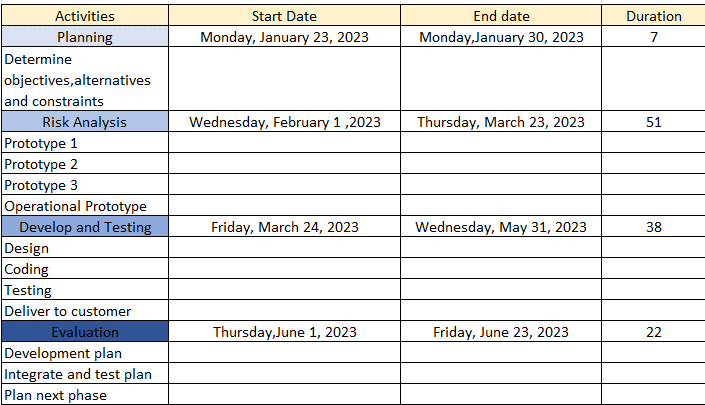 Activities Start Date End date Duration
Planning Monday, January 23, 2023 Monday,January 30, 2023 7
Determine
objectives,alternatives
and constraints
Risk Analysis Wednesday, February 1 ,2023 Thursday, March 23, 2023 51
Prototype 1
Prototype 2
Prototype 3
Operational Prototype
Develop and Testing Friday, March 24, 2023 Wednesday, May 31, 2023 38
Design
Coding
Testing
Deliver to customer
Evaluation Thursday,June 1, 2023 Friday, June 23, 2023 22
Development plan
Integrate and test plan
Plan next phase